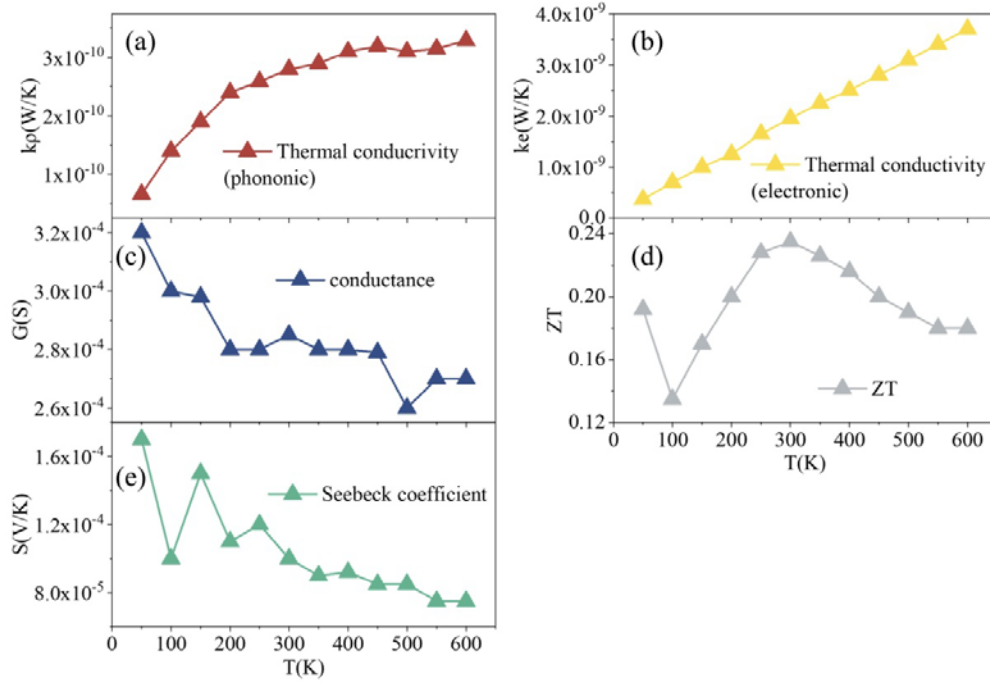 (a)
3x10⁻¹⁰
2x10⁻¹⁰
1x10⁻¹⁰
kρ(W/K)
Thermal conducrivity
(phononic)
(b)
4.0x10⁻⁹
3.0x10⁻⁹
2.0x10⁻⁹
1.0x10⁻⁹
0.0
ke(W/K)
Thermal conductivity
(electronic)
(c)
3.2x10⁻⁴
3.0x10⁻⁴
2.8x10⁻⁴
2.6x10⁻⁴
G(S)
conductance
(d)
0.24
0.20
0.16
0.12
ZT
ZT
0 100 200 300 400 500 600
T(K)
(e)
1.6x10⁻⁴
1.2x10⁻⁴
8.0x10⁻⁵
S(V/K)
Seebeck coefficient
0 100 200 300 400 500 600
T(K)